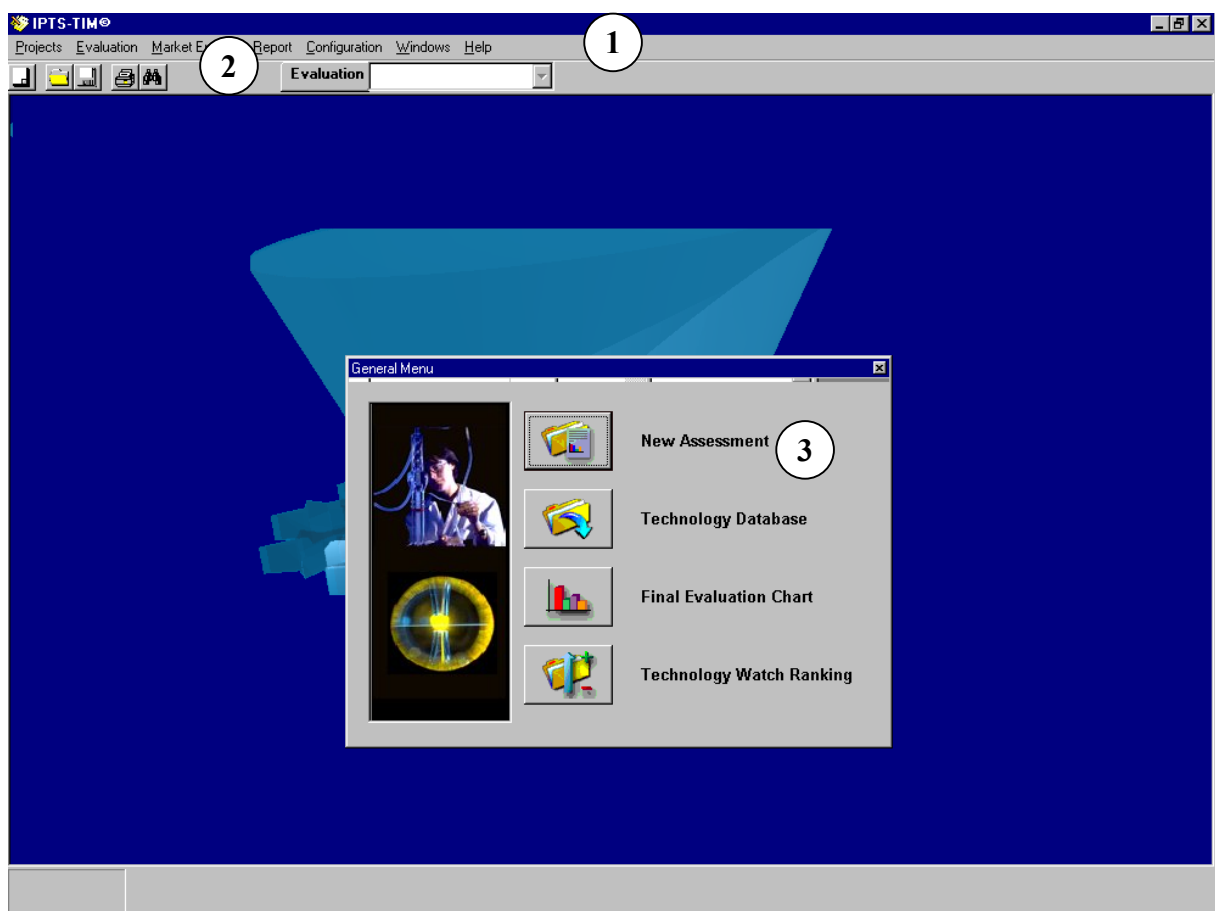 IPTS-TIM©
1
Projects Evaluation Market Report Configuration Windows Help
2
Evaluation
General Menu
New Assessment
3
Technology Database
Final Evaluation Chart
Technology Watch Ranking